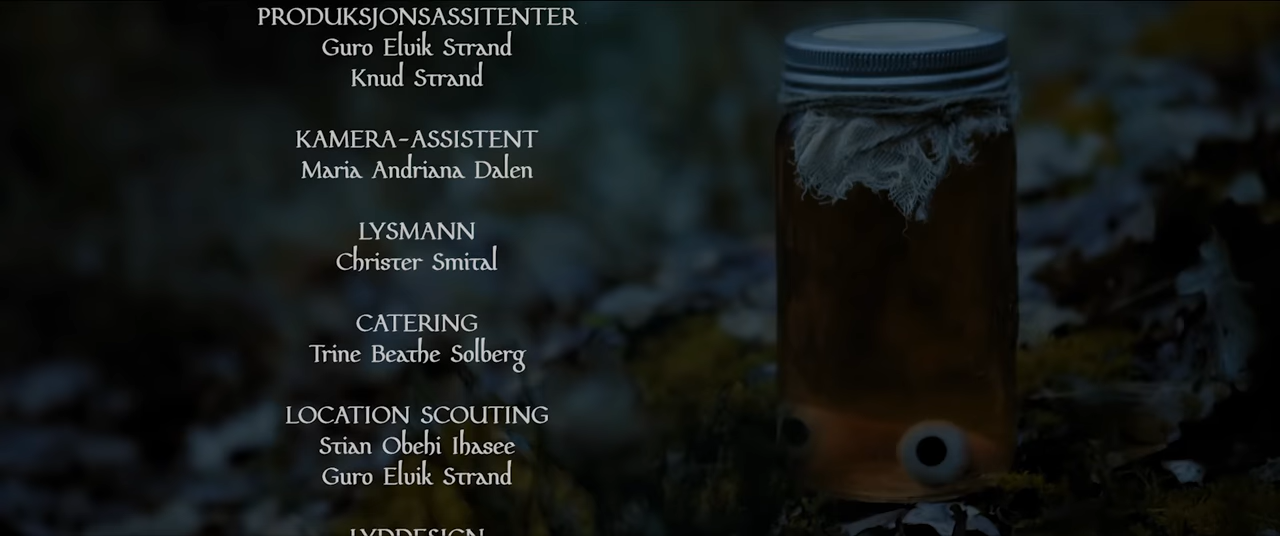 PRODUKSJONSASSITENTER
Guro Elvik Strand
Knud Strand
KAMERA-ASSISTENT
Maria Andriana Dalen
LYSMANN
Christer Smital
CATERING
Trine Beathe Solberg
LOCATION SCOUTING
Stian Obehi Ihasee
Guro Elvik Strand
LYDDESIGN